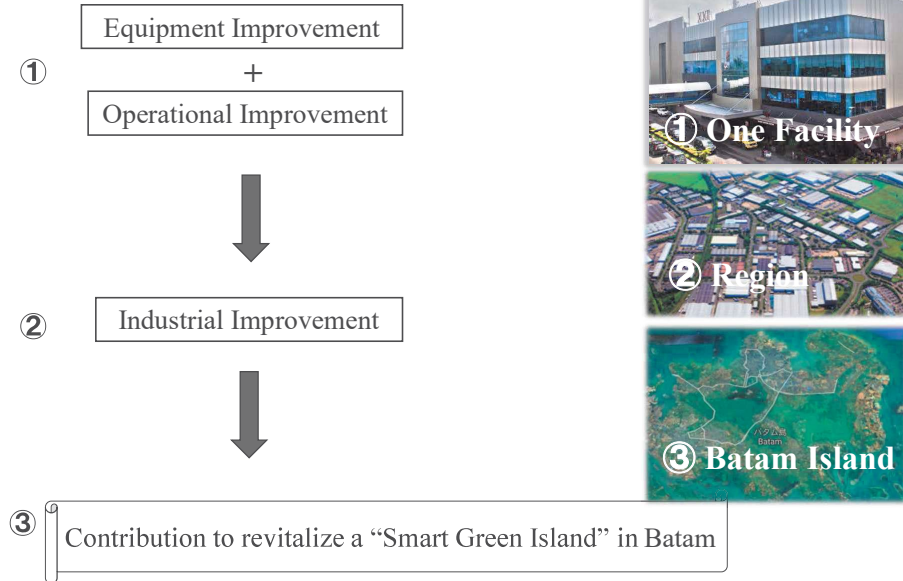 Equipment Improvement
①
+
Operational Improvement
②
Industrial Improvement
③
Contribution to revitalize a “Smart Green Island” in Batam
① One Facility
② Region
バタム島
Batam
③ Batam Island